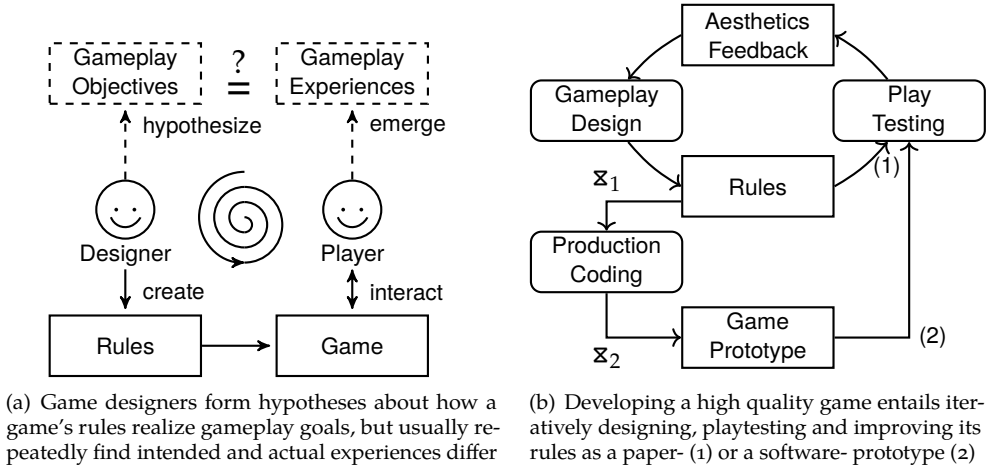 Gameplay
Objectives
?
=
Gameplay
Experiences
hypothesize
emerge
Designer
Player
create
interact
Rules
Game
(a) Game designers form hypotheses about how a
game's rules realize gameplay goals, but usually re-
peatedly find intended and actual experiences differ
Aesthetics
Feedback
Gameplay
Design
Play
Testing
(1)
⧖1
Rules
Production
Coding
⧖2
Game
Prototype
(2)
(b) Developing a high quality game entails iter-
atively designing, playtesting and improving its
rules as a paper- (1) or a software- prototype (2)